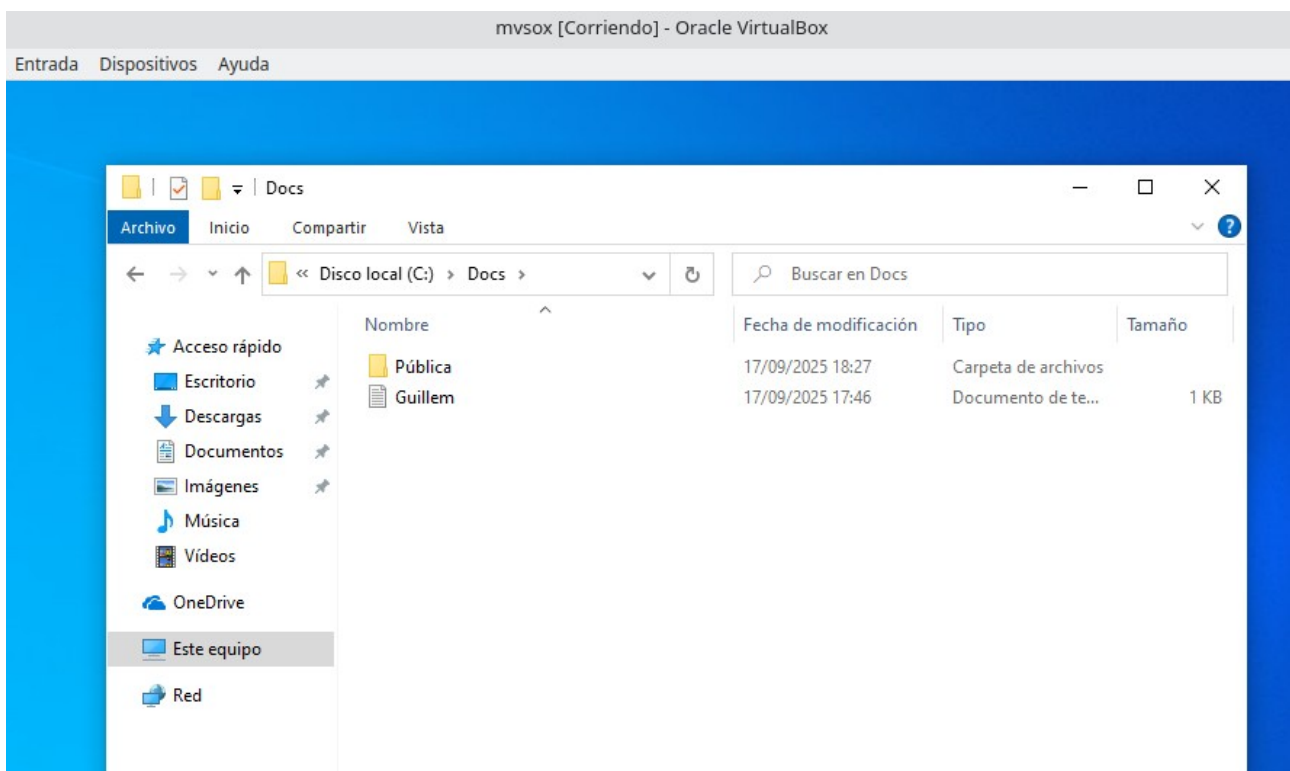 mvsox [Corriendo] - Oracle VirtualBox
Entrada Dispositivos Ayuda
Docs
Archivo Inicio Compartir Vista
« Disco local (C:) › Docs ›
Buscar en Docs
Nombre Fecha de modificación Tipo Tamaño
Acceso rápido
Escritorio
Descargas
Documentos
Imágenes
Música
Vídeos
OneDrive
Este equipo
Red
Pública 17/09/2025 18:27 Carpeta de archivos
Guillem 17/09/2025 17:46 Documento de te... 1 KB